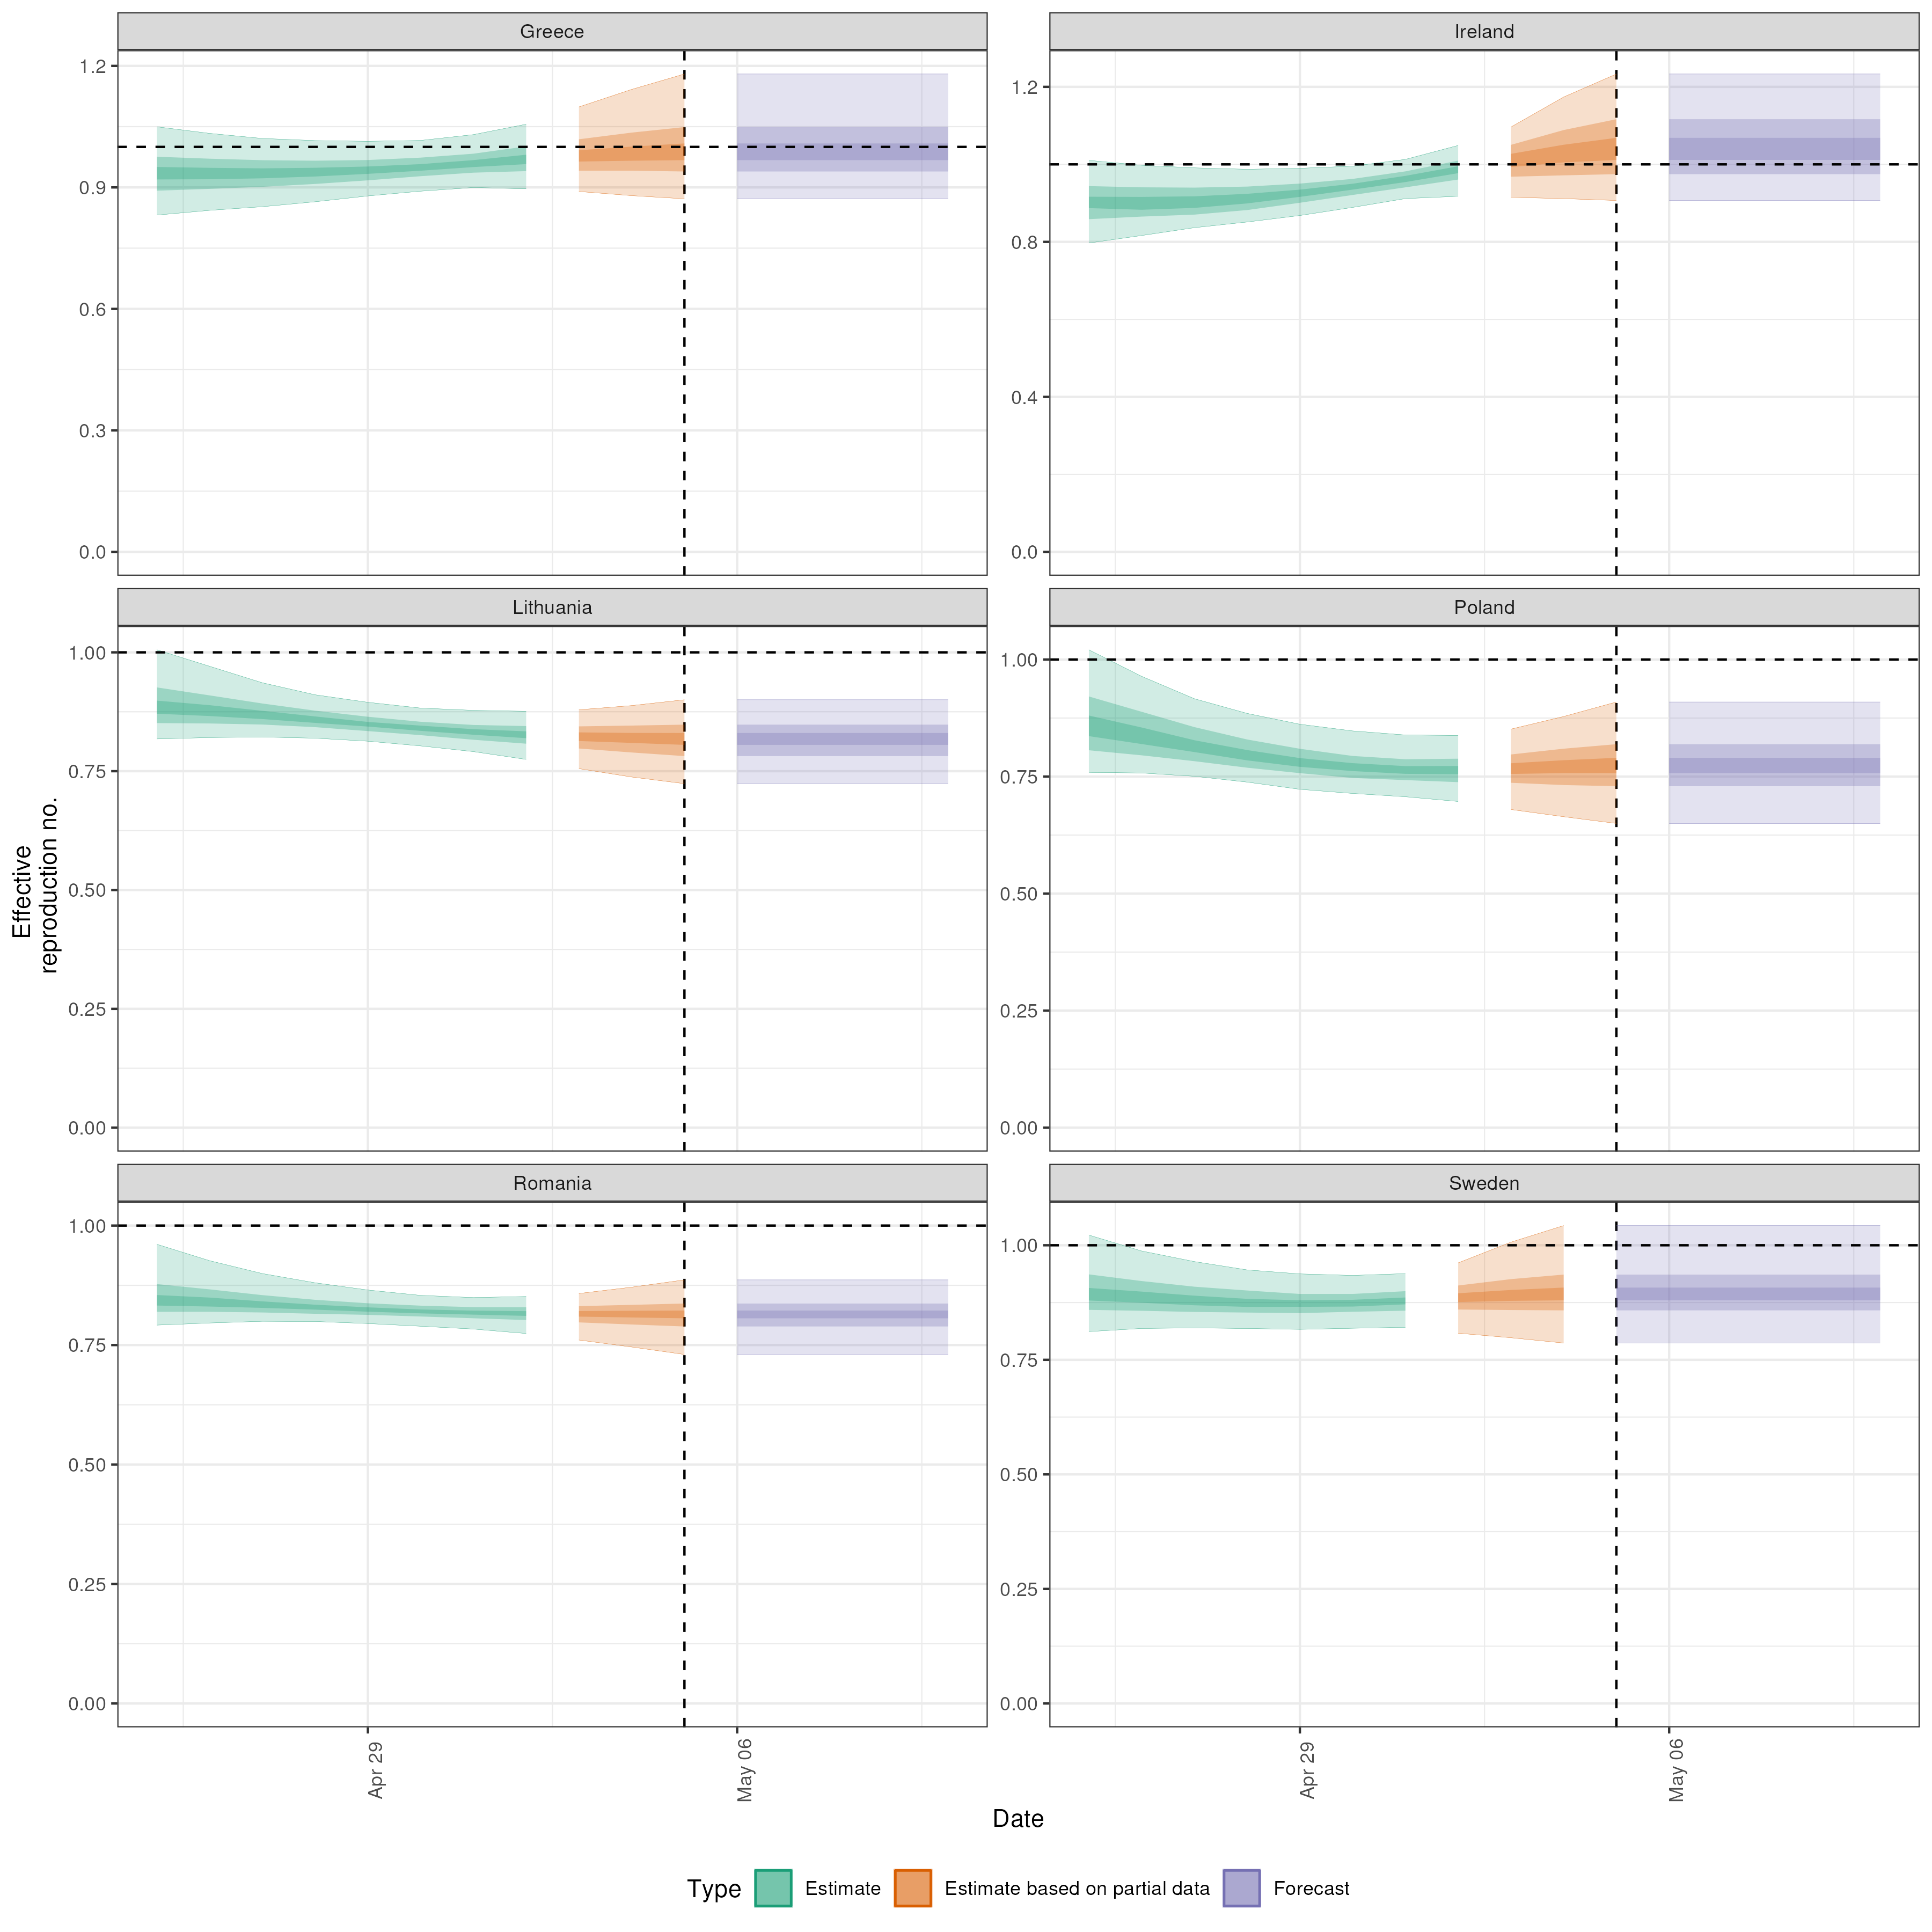 Greece
Ireland
1.2
0.9
0.6
0.3
0.0
1.2
0.8
0.4
0.0
Lithuania
Poland
1.00
0.75
0.50
0.25
0.00
1.00
0.75
0.50
0.25
0.00
Effective
reproduction no.
Romania
Sweden
1.00
0.75
0.50
0.25
0.00
1.00
0.75
0.50
0.25
0.00
Apr 29
May 06
Apr 29
May 06
Date
Type Estimate Estimate based on partial data Forecast